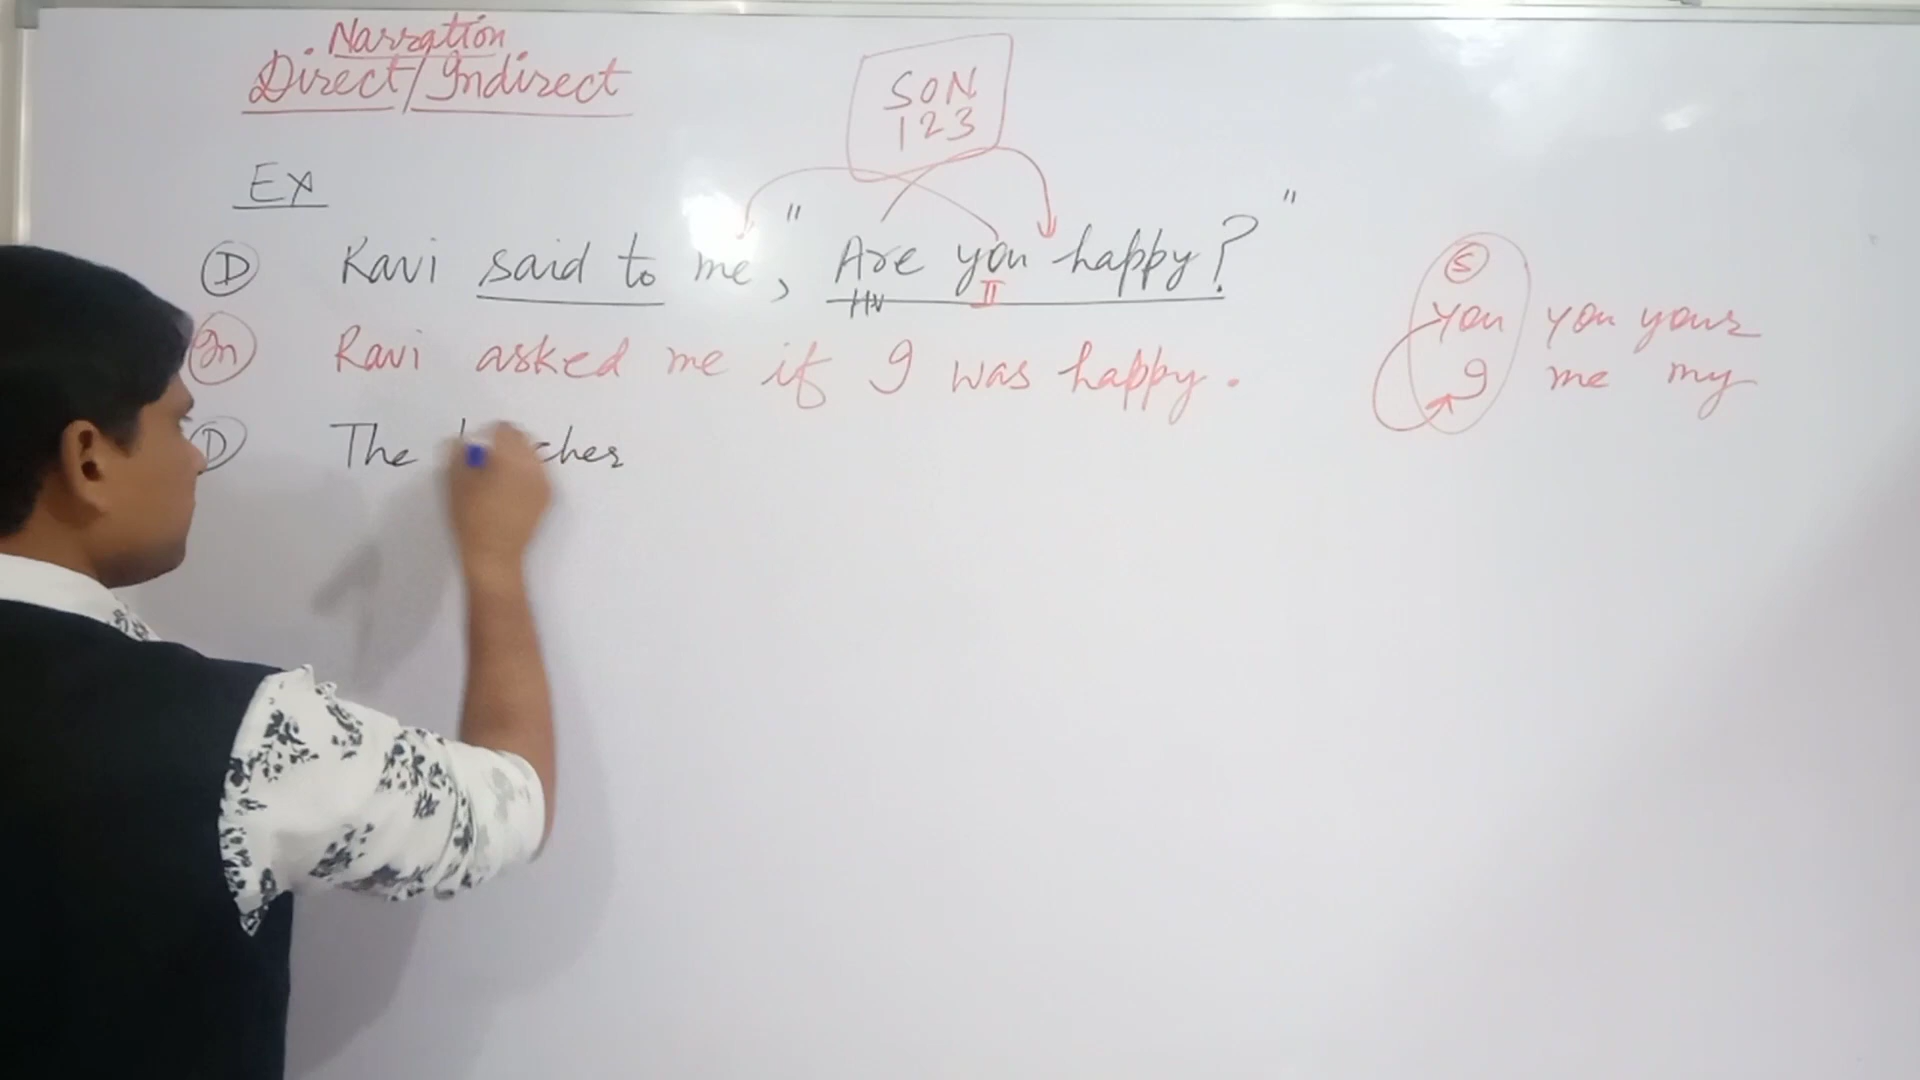 Narration
Direct/Indirect
SON
123
Ex
D Ravi said to me, "Are you happy?"
HV II
In Ravi asked me if I was happy.
D The
S
You you your
I me my